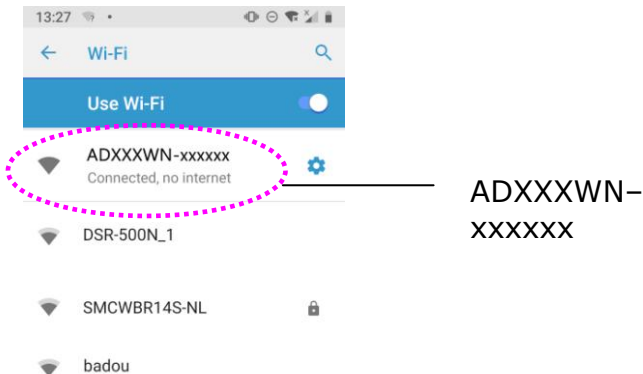 13:27
Wi-Fi
Use Wi-Fi
ADXXXWN-xxxxxx
Connected, no internet
ADXXXWN–
xxxxxx
DSR-500N_1
SMCWBR14S-NL
badou